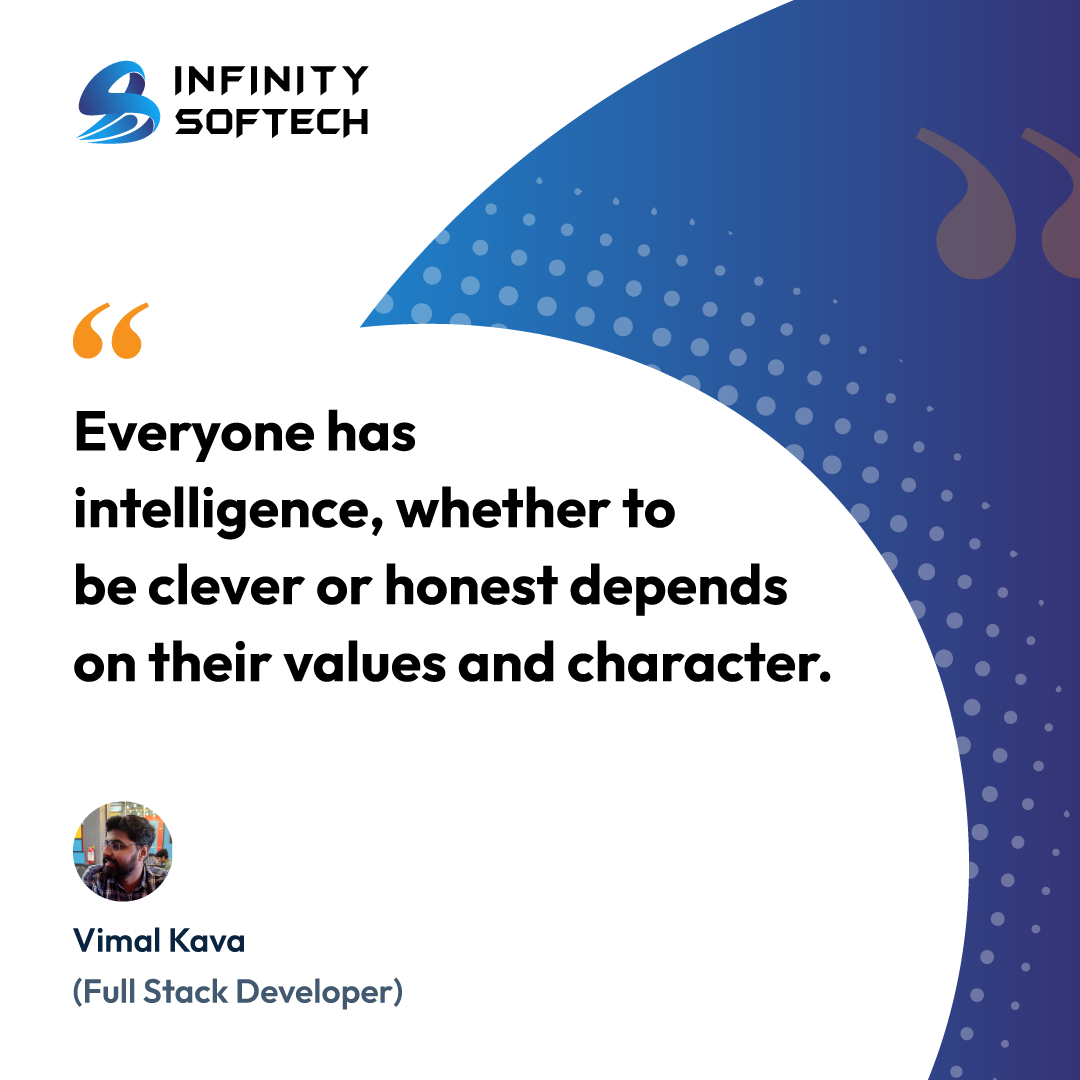 INFINITY
SOFTECH
“
Everyone has
intelligence, whether to
be clever or honest depends
on their values and character.
Vimal Kava
(Full Stack Developer)